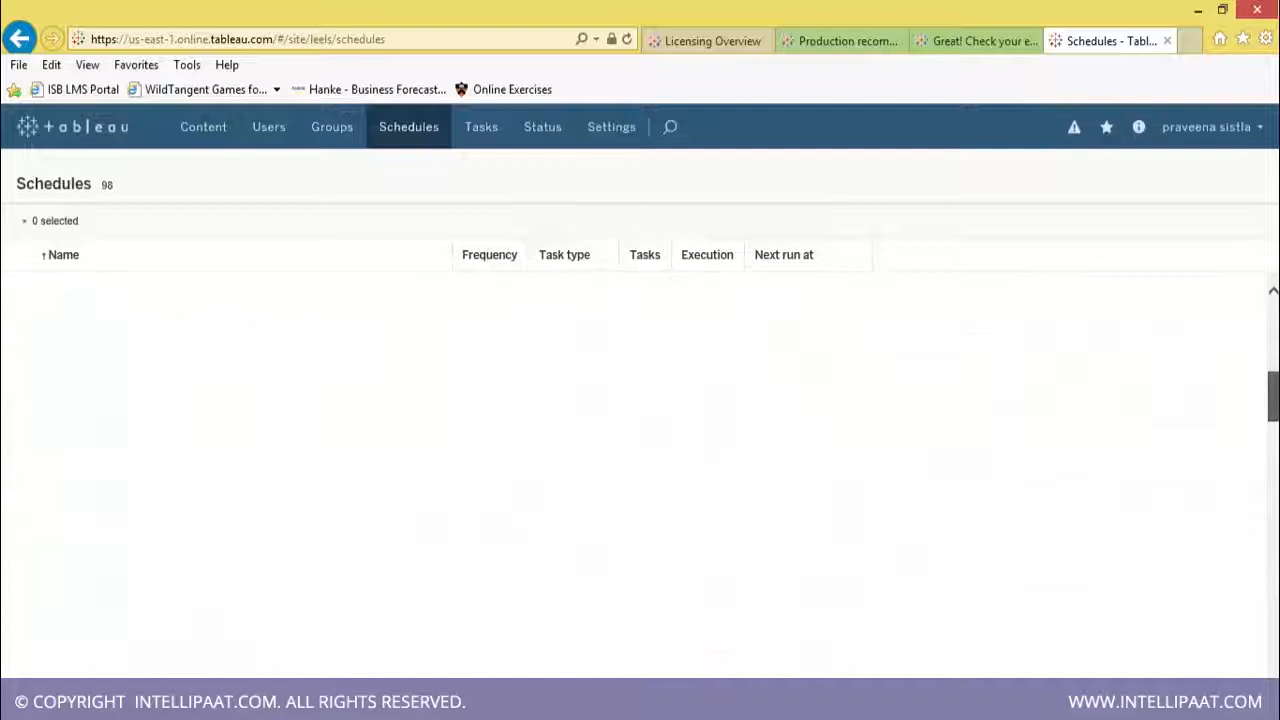 https://us-east-1.online.tableau.com/#/site/leels/schedules
Licensing Overview
Production recom...
Great! Check your e...
Schedules - Tabl...
File Edit View Favorites Tools Help
ISB LMS Portal WildTangent Games fo... Hanke - Business Forecast... Online Exercises
+ableau Content Users Groups Schedules Tasks Status Settings praveena sistla
Schedules 98
0 selected
↑Name Frequency Task type Tasks Execution Next run at
© COPYRIGHT INTELLIPAAT.COM. ALL RIGHTS RESERVED. WWW.INTELLIPAAT.COM